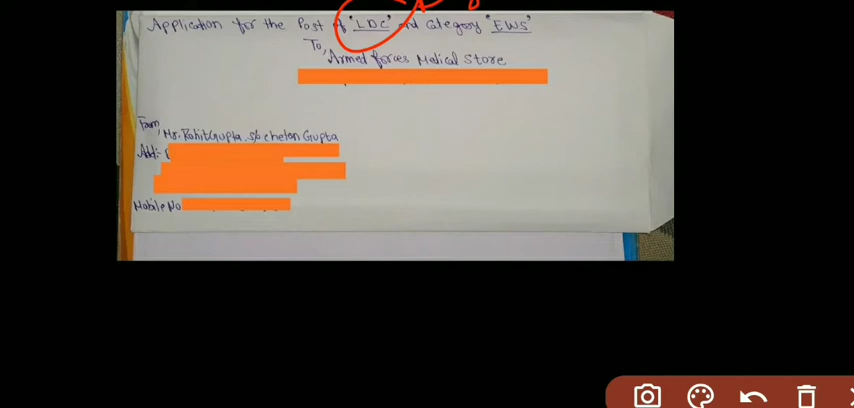 Application for the Post of 'LDC' and Category 'EWS'
To,
Armed forces Medical Store
From,
Mr. Rohit Gupta S/o Chetan Gupta
Add:-
Mobile No